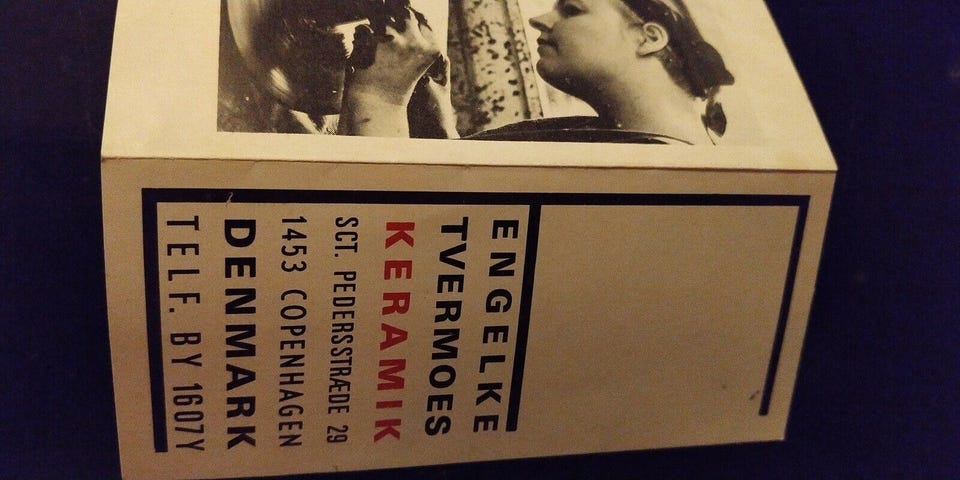 ENGELKE
TVERMOES
KERAMIK
SCT. PEDERSSTRÆDE 29
1453 COPENHAGEN
DENMARK
TELF. BY 1607Y